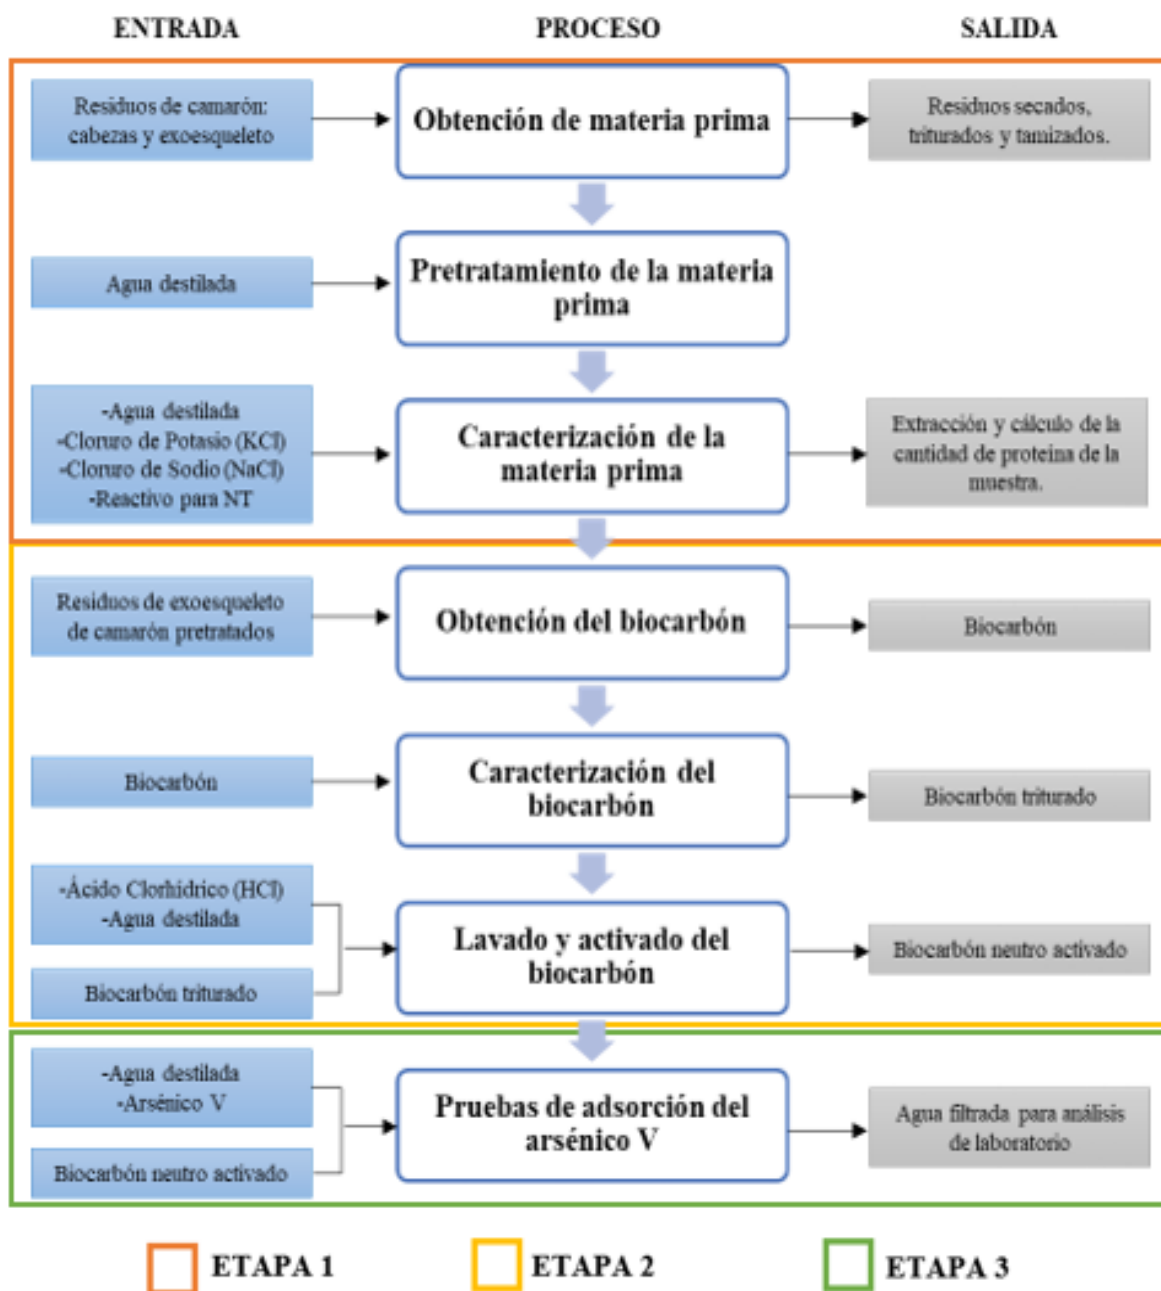 ENTRADA
PROCESO
SALIDA
Residuos de camarón:
cabezas y exoesqueleto
Obtención de materia prima
Residuos secados,
triturados y tamizados.
Agua destilada
Pretratamiento de la materia
prima
-Agua destilada
-Cloruro de Potasio (KCl)
-Cloruro de Sodio (NaCl)
-Reactivo para NT
Caracterización de la
materia prima
Extracción y cálculo de la
cantidad de proteína de la
muestra.
Residuos de exoesqueleto
de camarón pretratados
Obtención del biocarbón
Biocarbón
Biocarbón
Caracterización del
biocarbón
Biocarbón triturado
-Ácido Clorhídrico (HCl)
-Agua destilada
Biocarbón triturado
Lavado y activado del
biocarbón
Biocarbón neutro activado
-Agua destilada
-Arsénico V
Biocarbón neutro activado
Pruebas de adsorción del
arsénico V
Agua filtrada para análisis
de laboratorio
ETAPA 1
ETAPA 2
ETAPA 3